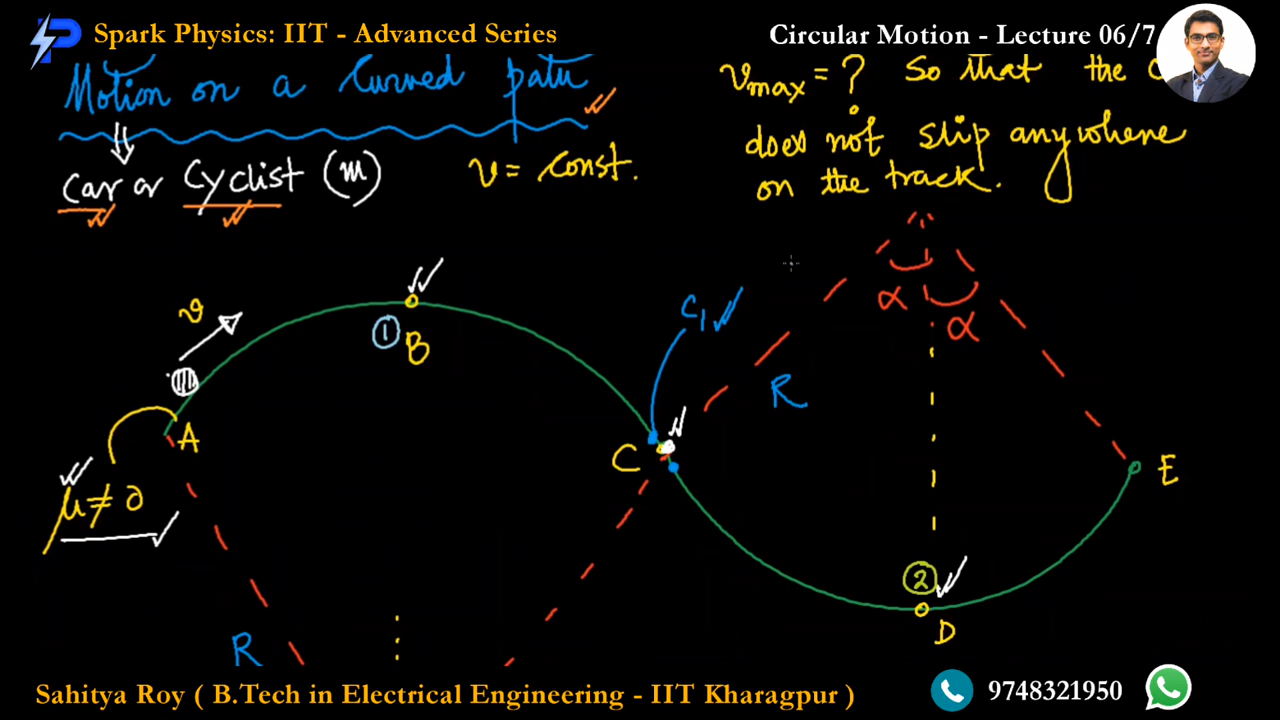 Spark Physics: IIT - Advanced Series
Circular Motion - Lecture 06/7
Motion on a Curved path
Car or Cyclist (m)
v = const.
vmax = ? So that the
does not slip anywhere
on the track.
v
① B
A
μ ≠ 0
R
C
C1
R
α
α
E
② D
Sahitya Roy ( B.Tech in Electrical Engineering - IIT Kharagpur )
9748321950